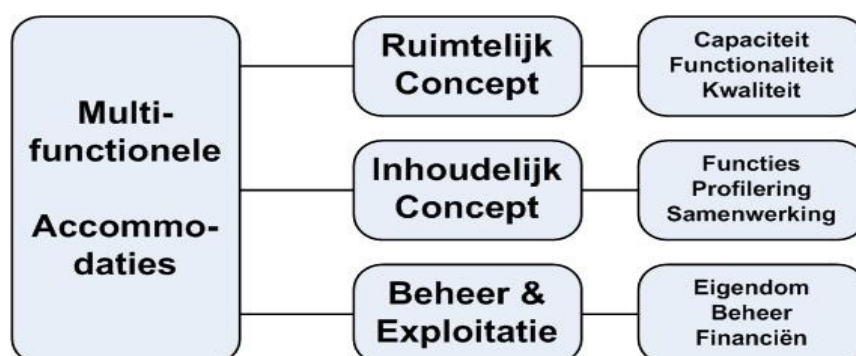 Multi-
functionele
Accommo-
daties
Ruimtelijk
Concept
Capaciteit
Functionaliteit
Kwaliteit
Inhoudelijk
Concept
Functies
Profilering
Samenwerking
Beheer &
Exploitatie
Eigendom
Beheer
Financiën